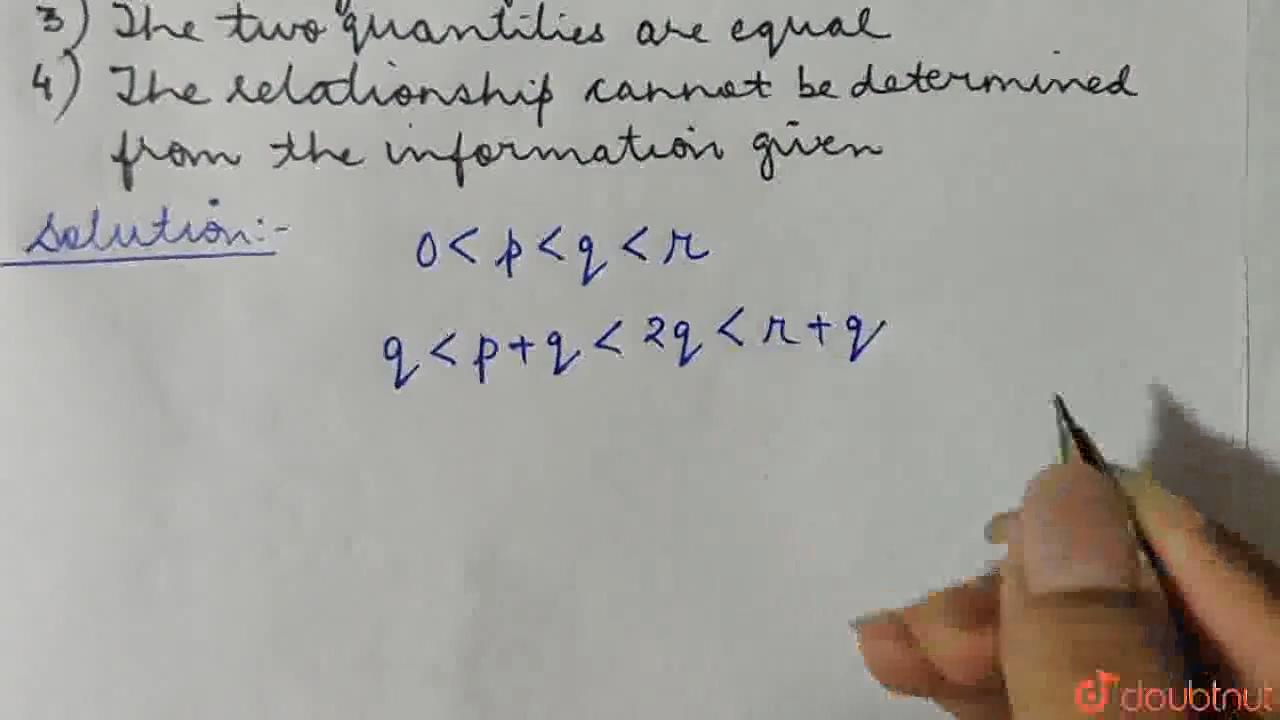 3) The two quantities are equal
4) The relationship cannot be determined
from the information given
Solution:-
0 < p < q < r
q < p + q < 2q < r + q
doubtnut